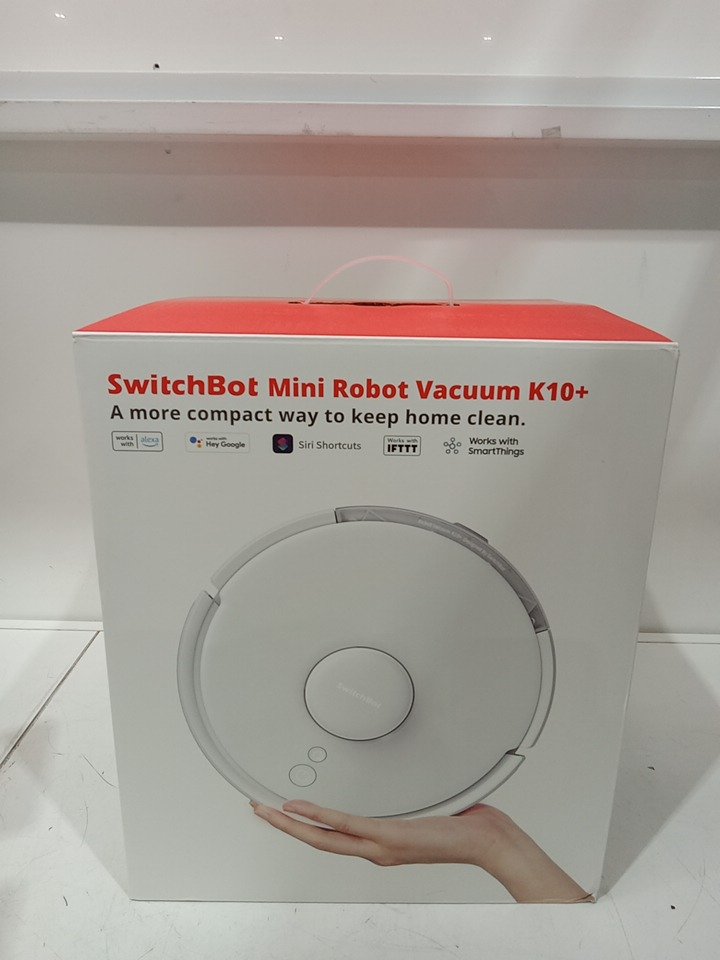 SwitchBot Mini Robot Vacuum K10+
A more compact way to keep home clean.
works with alexa
works with Hey Google
Siri Shortcuts
Works with IFTTT
Works with SmartThings
SwitchBot